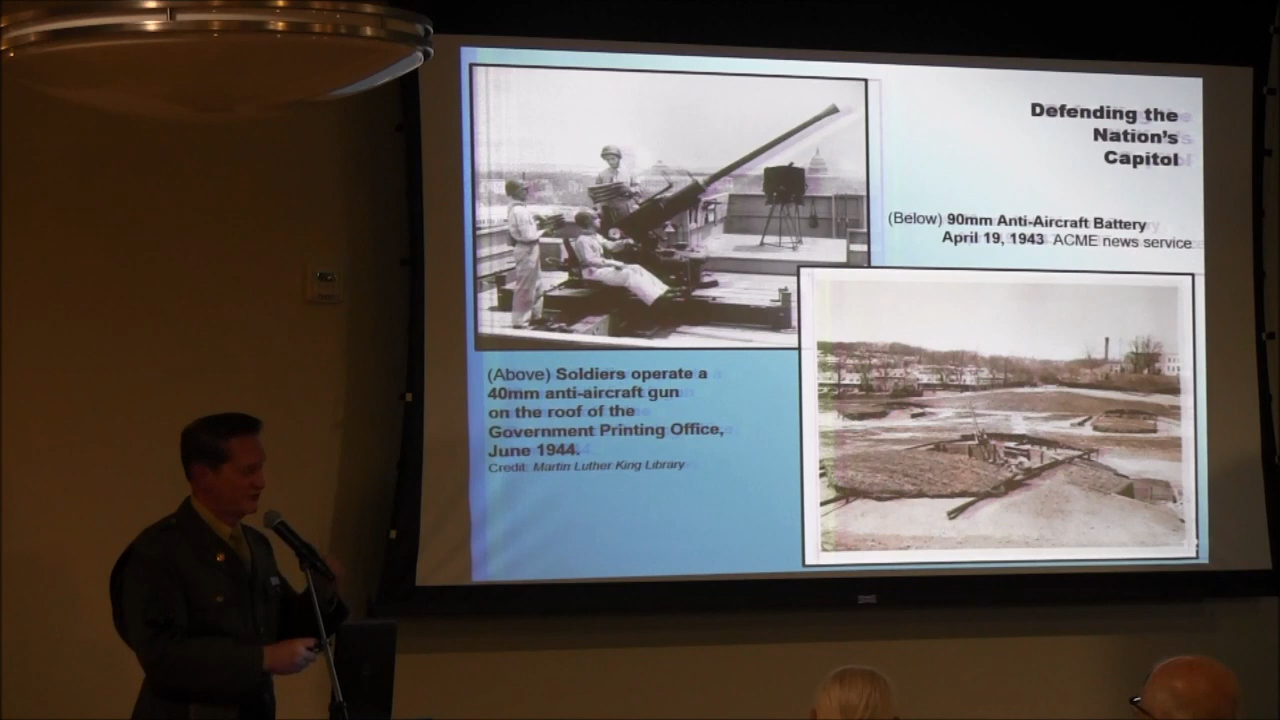 Defending the
Nation's
Capitol
(Below) 90mm Anti-Aircraft Battery
April 19, 1943 ACME news service
(Above) Soldiers operate a
40mm anti-aircraft gun
on the roof of the
Government Printing Office,
June 1944.
Credit: Martin Luther King Library